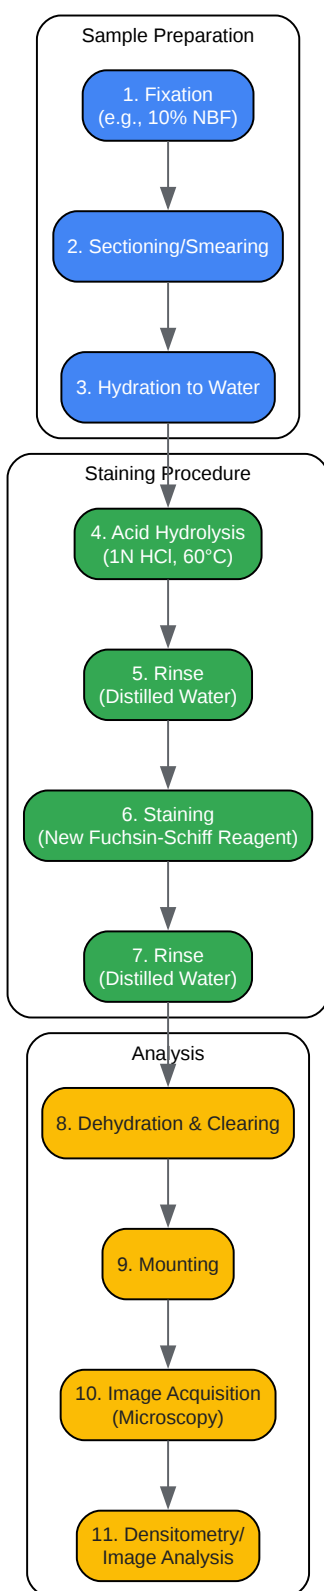 Sample Preparation
1. Fixation
(e.g., 10% NBF)
2. Sectioning/Smearing
3. Hydration to Water
Staining Procedure
4. Acid Hydrolysis
(1N HCl, 60°C)
5. Rinse
(Distilled Water)
6. Staining
(New Fuchsin-Schiff Reagent)
7. Rinse
(Distilled Water)
Analysis
8. Dehydration & Clearing
9. Mounting
10. Image Acquisition
(Microscopy)
11. Densitometry/
Image Analysis